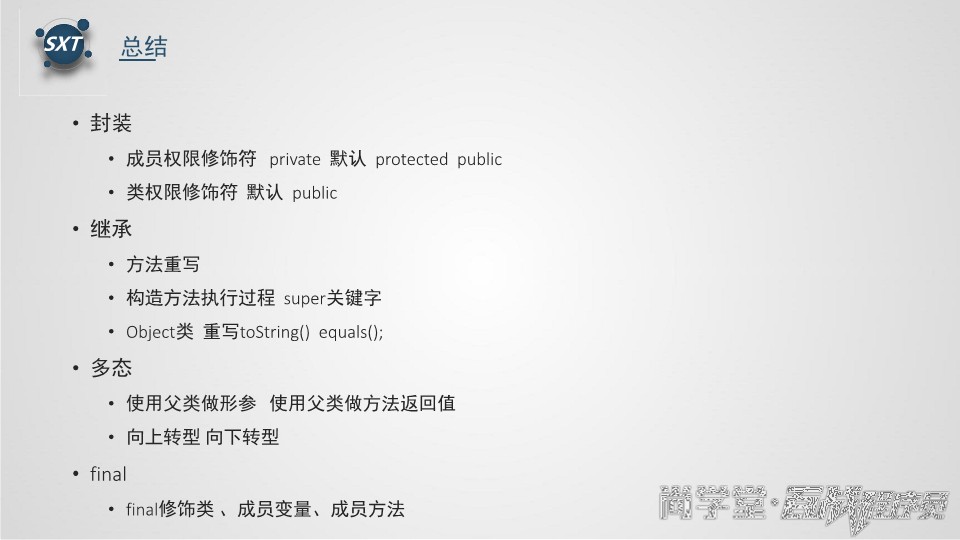 SXT
总结
• 封装
• 成员权限修饰符 private 默认 protected public
• 类权限修饰符 默认 public
• 继承
• 方法重写
• 构造方法执行过程 super关键字
• Object类 重写toString() equals();
• 多态
• 使用父类做形参 使用父类做方法返回值
• 向上转型 向下转型
• final
• final修饰类 、成员变量、成员方法
尚学堂·